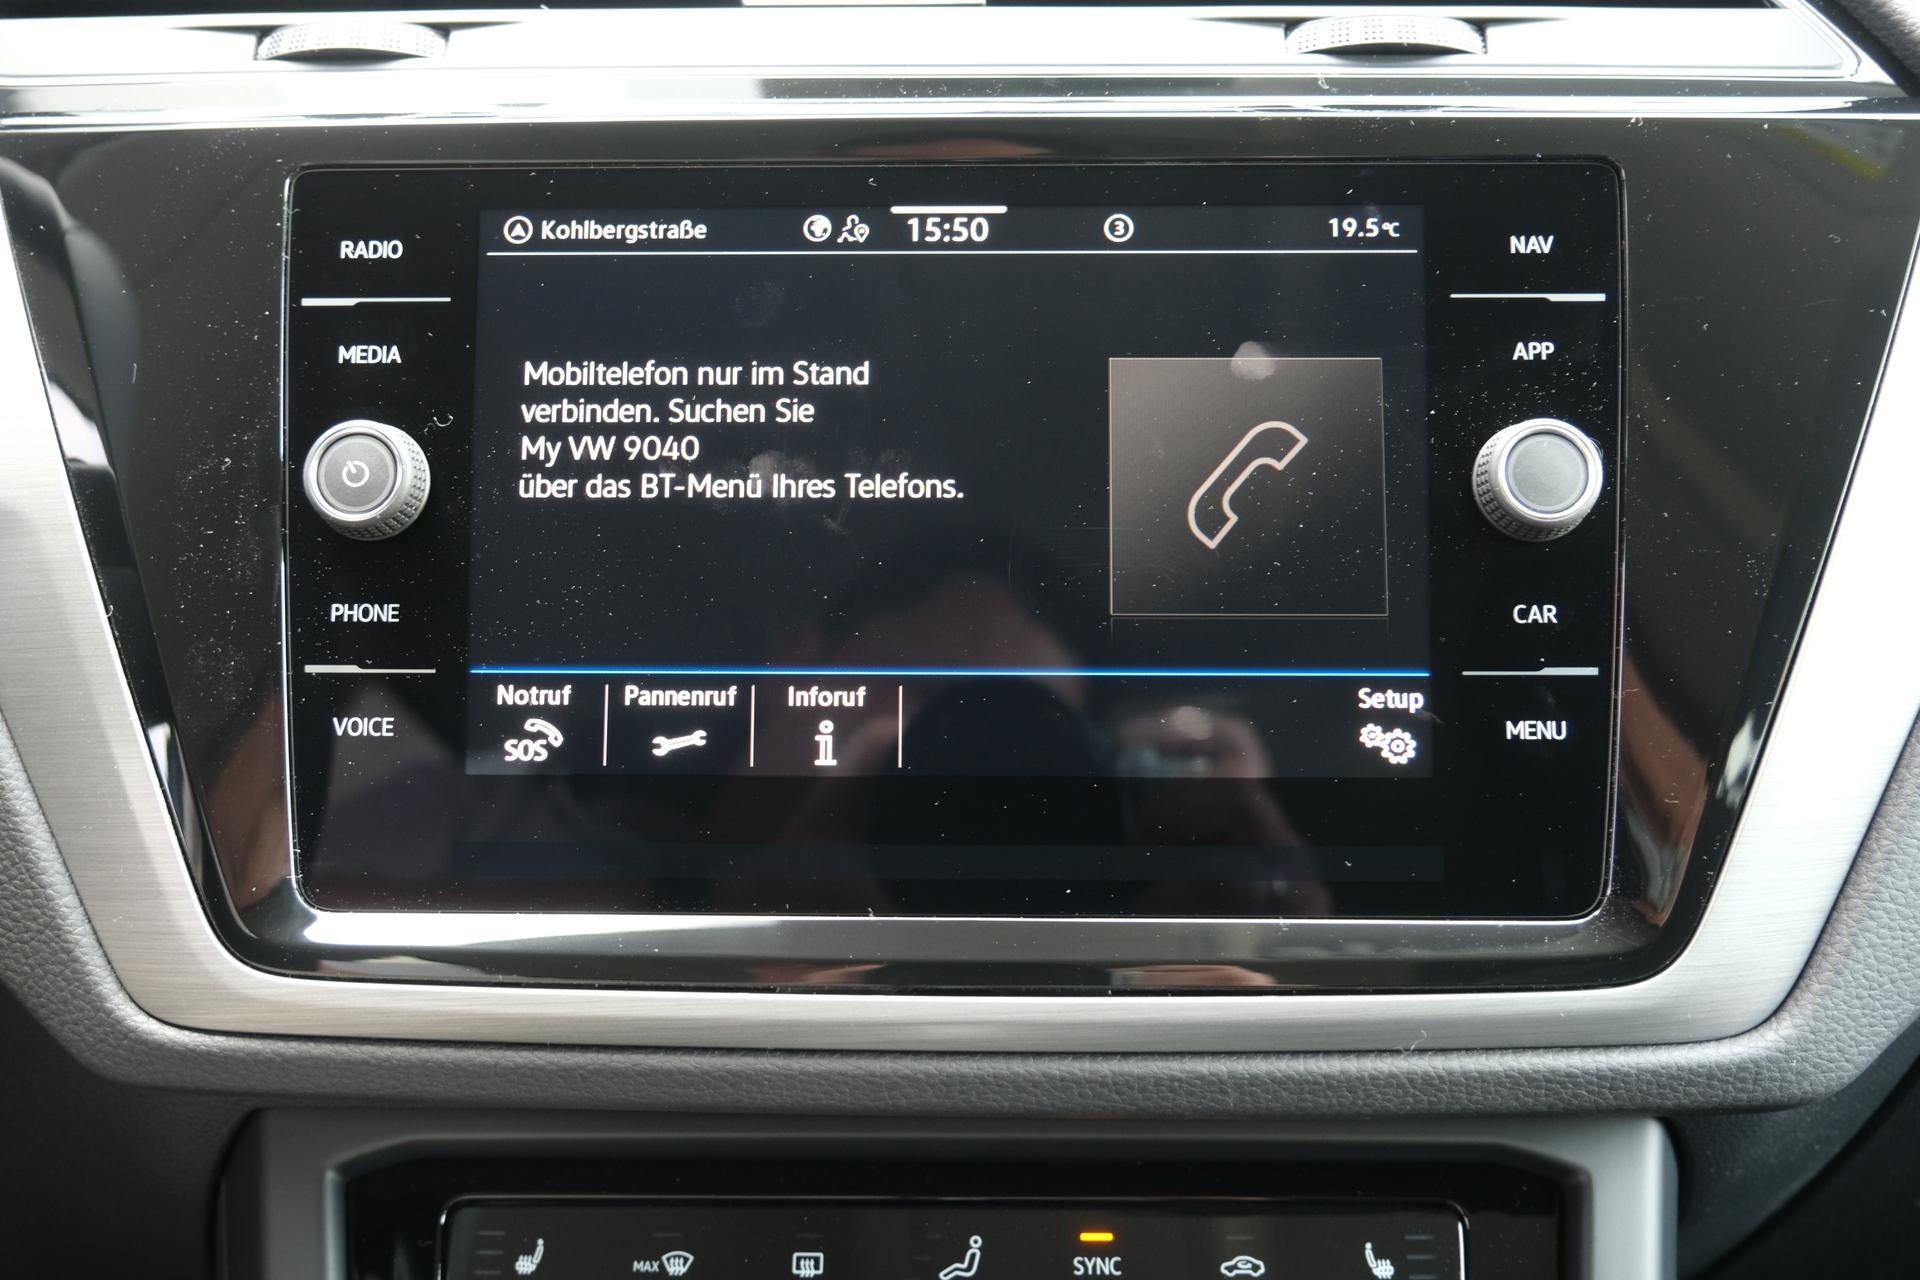 Kohlbergstraße 15:50 3 19.5°C
RADIO
MEDIA
PHONE
VOICE
Mobiltelefon nur im Stand
verbinden. Suchen Sie
My VW 9040
über das BT-Menü Ihres Telefons.
Notruf Pannenruf Inforuf Setup
SOS
NAV
APP
CAR
MENU
MAX SYNC